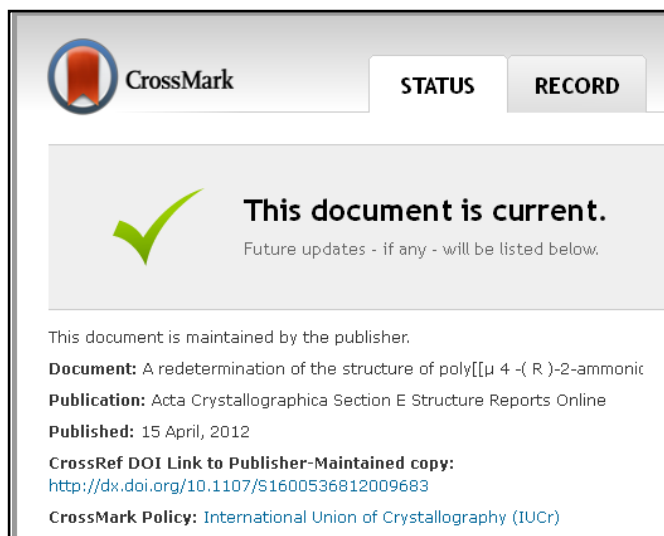 CrossMark
STATUS
RECORD
This document is current.
Future updates - if any - will be listed below.
This document is maintained by the publisher.
Document: A redetermination of the structure of poly[[μ 4 -( R )-2-ammonic
Publication: Acta Crystallographica Section E Structure Reports Online
Published: 15 April, 2012
CrossRef DOI Link to Publisher-Maintained copy:
http://dx.doi.org/10.1107/S1600536812009683
CrossMark Policy: International Union of Crystallography (IUCr)